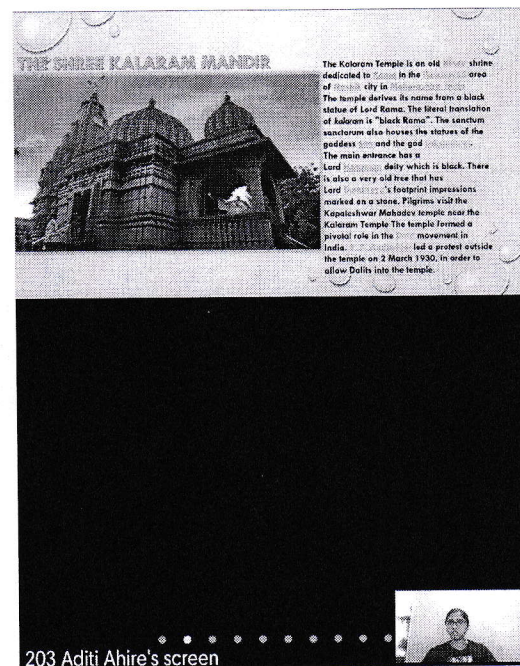 THE SHREE KALARAM MANDIR
The Kalaram Temple is an old shrine
dedicated to in the area
of Nashik city in
The temple derives its name from a black
statue of Lord Rama. The literal translation
of kalaram is "black Rama". The sanctum
sanctorum also houses the statues of the
goddess and the god
The main entrance has a
Lord deity which is black. There
is also a very old tree that has
Lord 's footprint impressions
marked on a stone. Pilgrims visit the
Kapaleshwar Mahadev temple near the
Kalaram Temple The temple formed a
pivotal role in the movement in
India. led a protest outside
the temple on 2 March 1930, in order to
allow Dalits into the temple.
203 Aditi Ahire's screen